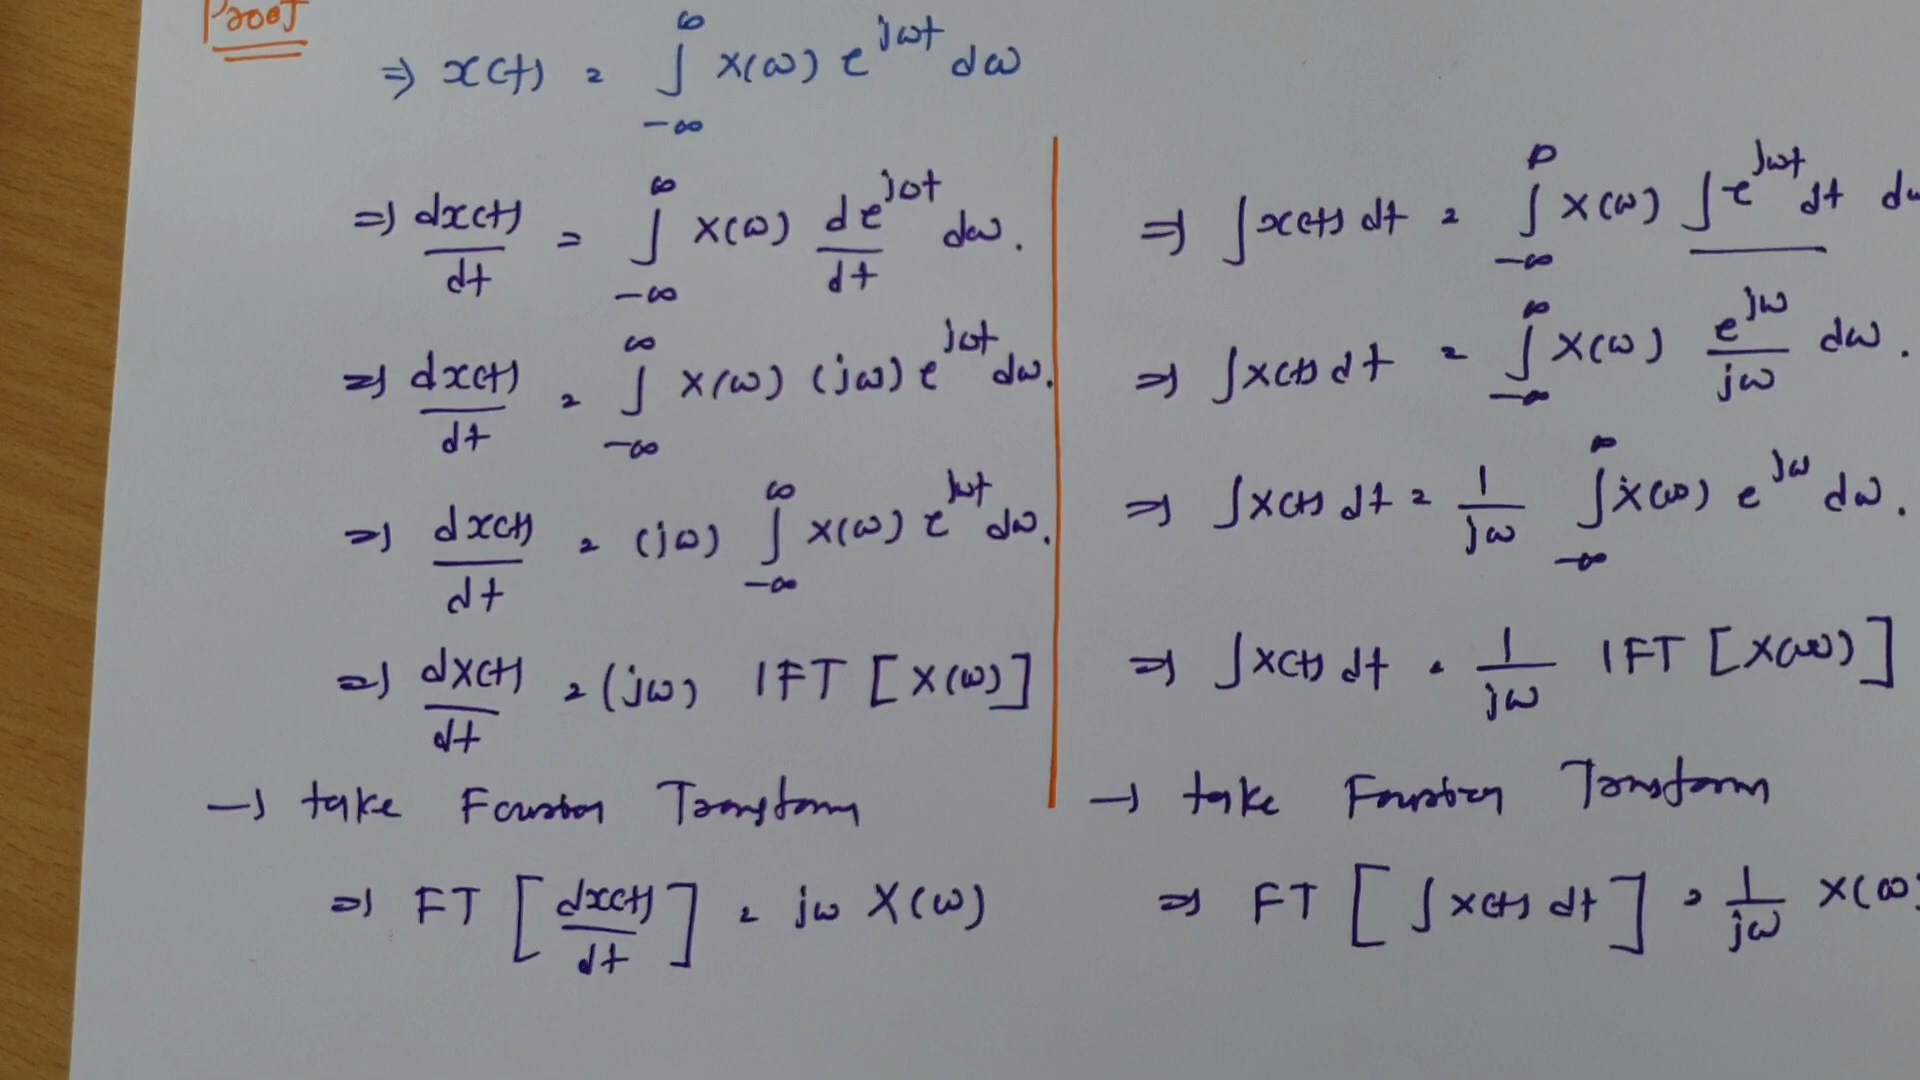 Proof
⇒ x(t) = ∫_{-∞}^{∞} X(ω) e^{jωt} dω
⇒ dx(t)/dt = ∫_{-∞}^{∞} X(ω) de^{jωt}/dt dω.
⇒ dx(t)/dt = ∫_{-∞}^{∞} X(ω) (jω) e^{jωt} dω.
⇒ dx(t)/dt = (jω) ∫_{-∞}^{∞} X(ω) e^{jωt} dω.
⇒ dx(t)/dt = (jω) IFT [X(ω)]
→ take Fourier Transform
⇒ FT [dx(t)/dt] = jω X(ω)
⇒ ∫x(t) dt = ∫_{-∞}^{∞} X(ω) ∫e^{jωt} dt
⇒ ∫x(t) dt = ∫_{-∞}^{∞} X(ω) e^{jω}/jω dω.
⇒ ∫x(t) dt = 1/jω ∫_{-∞}^{∞} X(ω) e^{jω} dω.
⇒ ∫x(t) dt = 1/jω IFT [X(ω)]
→ take Fourier Transform
⇒ FT [∫x(t) dt] = 1/jω X(ω)